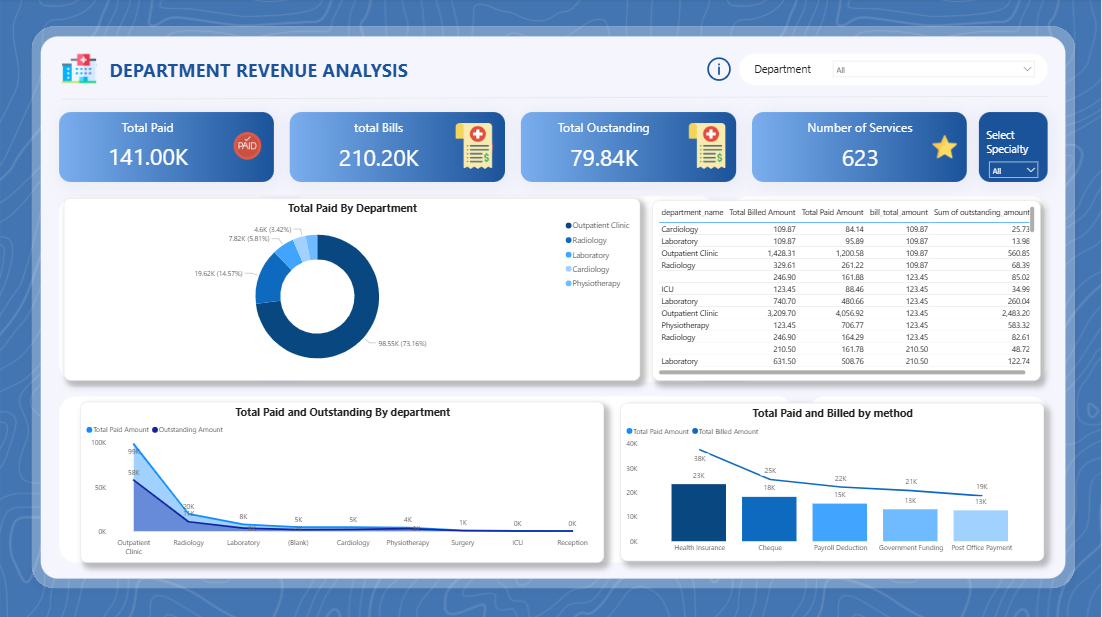 DEPARTMENT REVENUE ANALYSIS
Department
All
Total Paid
141.00K
PAID
total Bills
210.20K
Total Oustanding
79.84K
Number of Services
623
Select
Specialty
All
Total Paid By Department
4.6K (3.42%)
7.82K (5.81%)
19.62K (14.57%)
98.55K (73.16%)
Outpatient Clinic
Radiology
Laboratory
Cardiology
Physiotherapy
department_name Total Billed Amount Total Paid Amount bill_total_amount Sum of outstanding_amount
Cardiology 109.87 84.14 109.87 25.73
Laboratory 109.87 95.89 109.87 13.98
Outpatient Clinic 1,428.31 1,200.58 109.87 560.85
Radiology 329.61 261.22 109.87 68.39
246.90 161.88 123.45 85.02
ICU 123.45 88.46 123.45 34.99
Laboratory 740.70 480.66 123.45 260.04
Outpatient Clinic 3,209.70 4,056.92 123.45 2,483.20
Physiotherapy 123.45 706.77 123.45 583.32
Radiology 246.90 164.29 123.45 82.61
210.50 161.78 210.50 48.72
Laboratory 631.50 508.76 210.50 122.74
Total Paid and Outstanding By department
Total Paid Amount Outstanding Amount
100K
50K
0K
99K
58K
20K
11K
8K
5K
5K
4K
1K
0K
0K
Outpatient
Clinic
Radiology
Laboratory
(Blank)
Cardiology
Physiotherapy
Surgery
ICU
Reception
Total Paid and Billed by method
Total Paid Amount Total Billed Amount
40K
30K
20K
10K
0K
38K
23K
25K
18K
22K
15K
21K
13K
19K
13K
Health Insurance
Cheque
Payroll Deduction
Government Funding
Post Office Payment